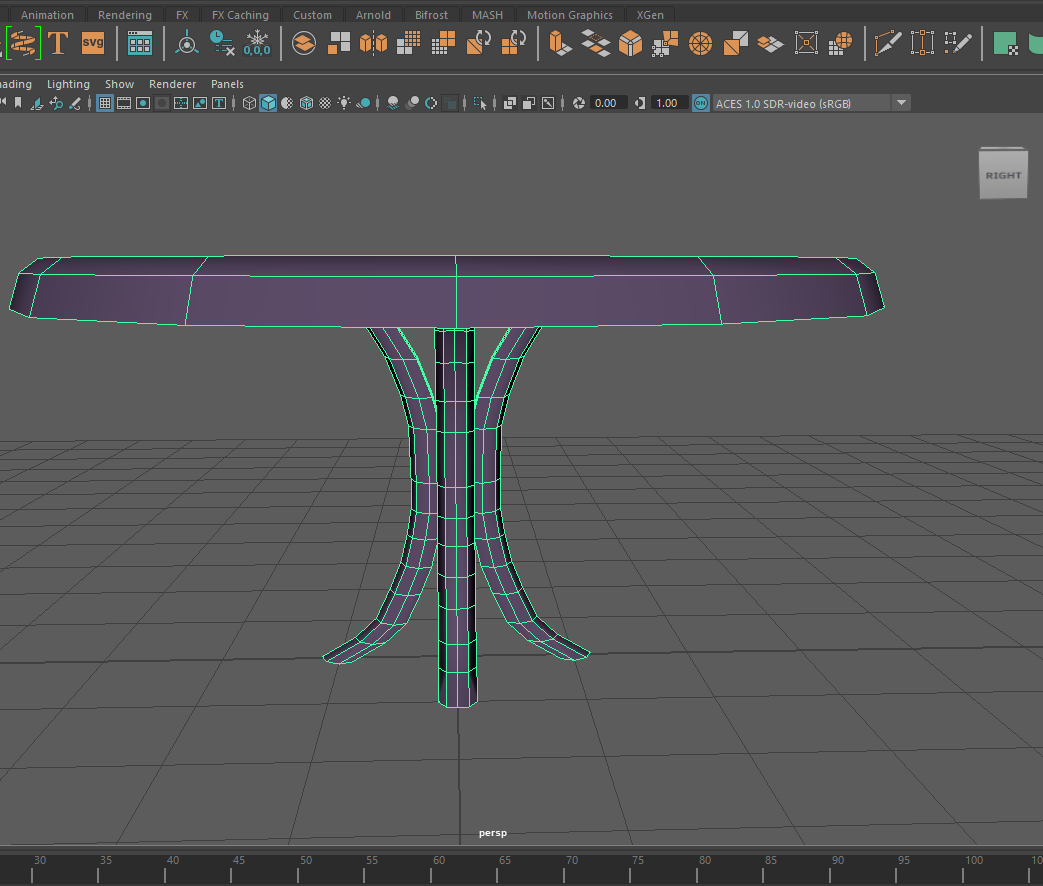 Animation Rendering FX FX Caching Custom Arnold Bifrost MASH Motion Graphics XGen
T svg 0,0,0
ading Lighting Show Renderer Panels
T 0.00 1.00 ON ACES 1.0 SDR-video (sRGB)
RIGHT
persp
30 35 40 45 50 55 60 65 70 75 80 85 90 95 100 10